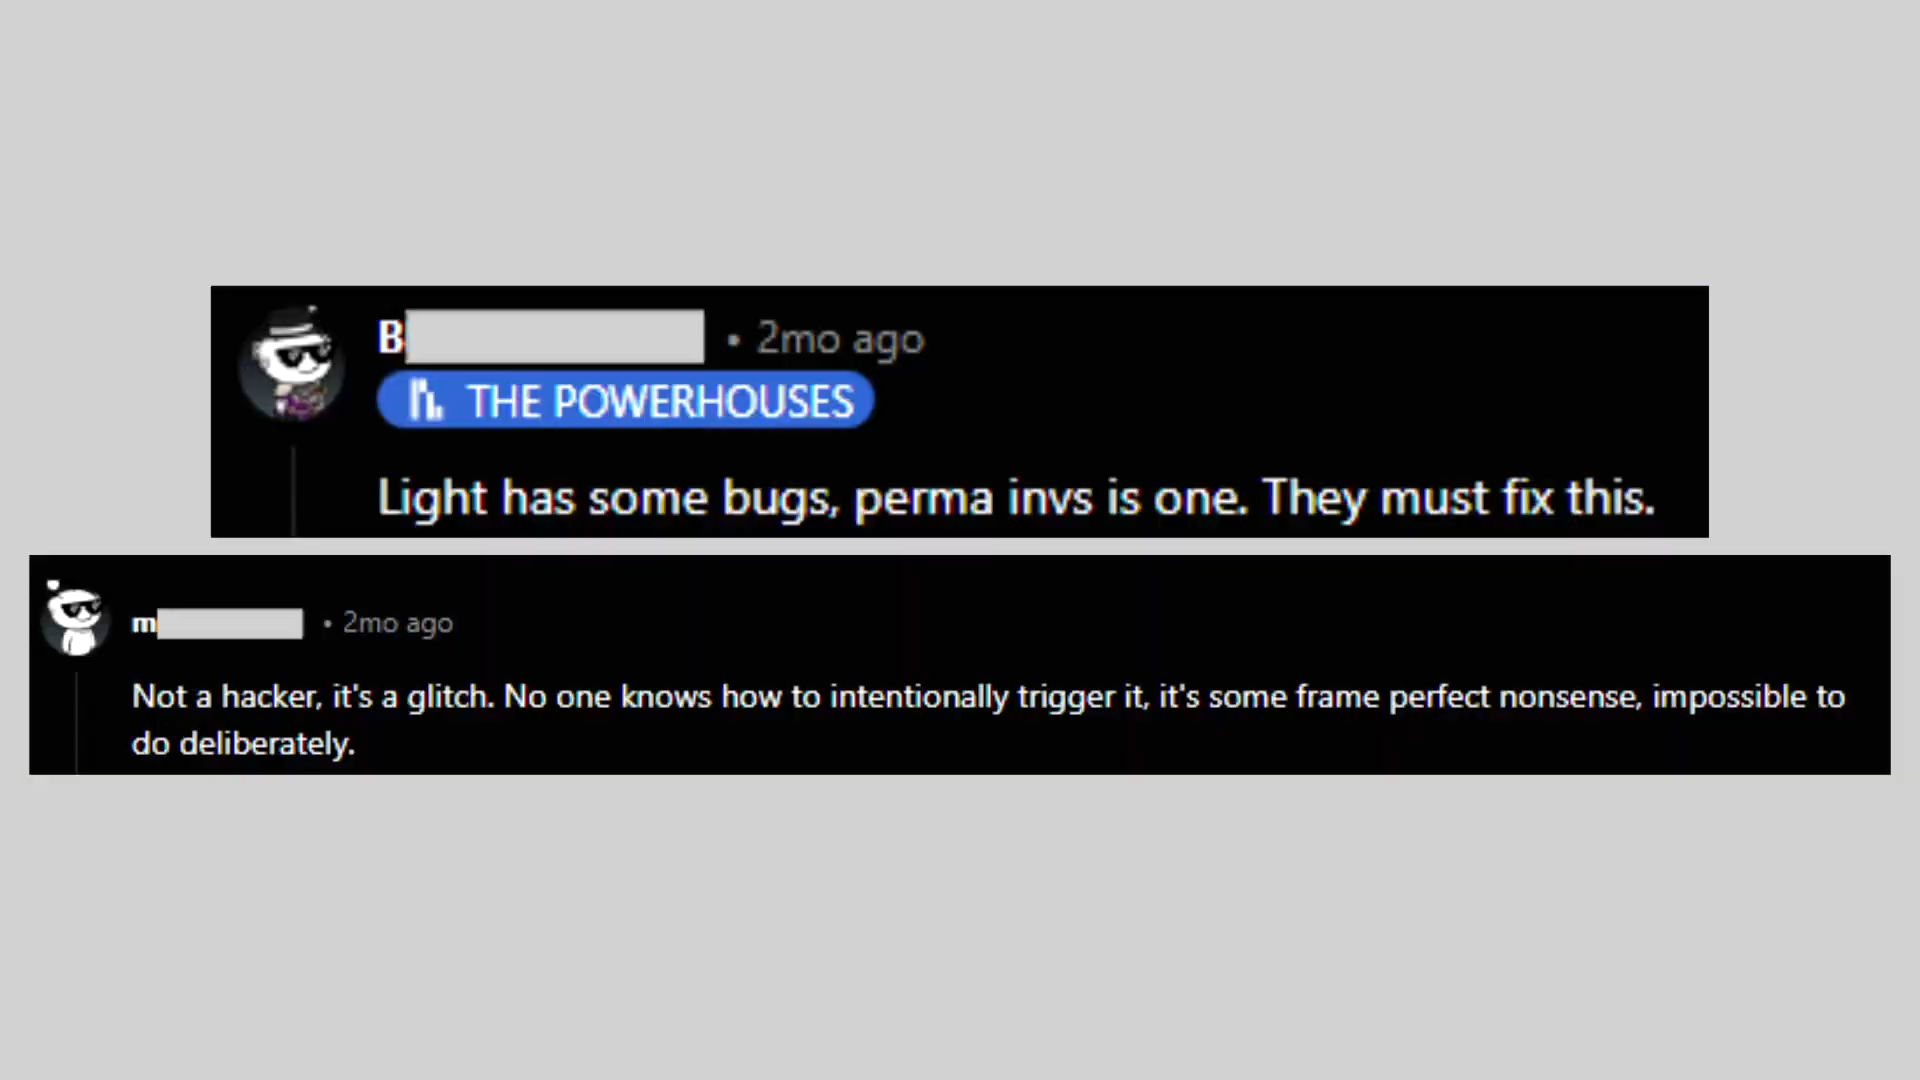 B • 2mo ago
THE POWERHOUSES
Light has some bugs, perma invs is one. They must fix this.
m • 2mo ago
Not a hacker, it's a glitch. No one knows how to intentionally trigger it, it's some frame perfect nonsense, impossible to
do deliberately.